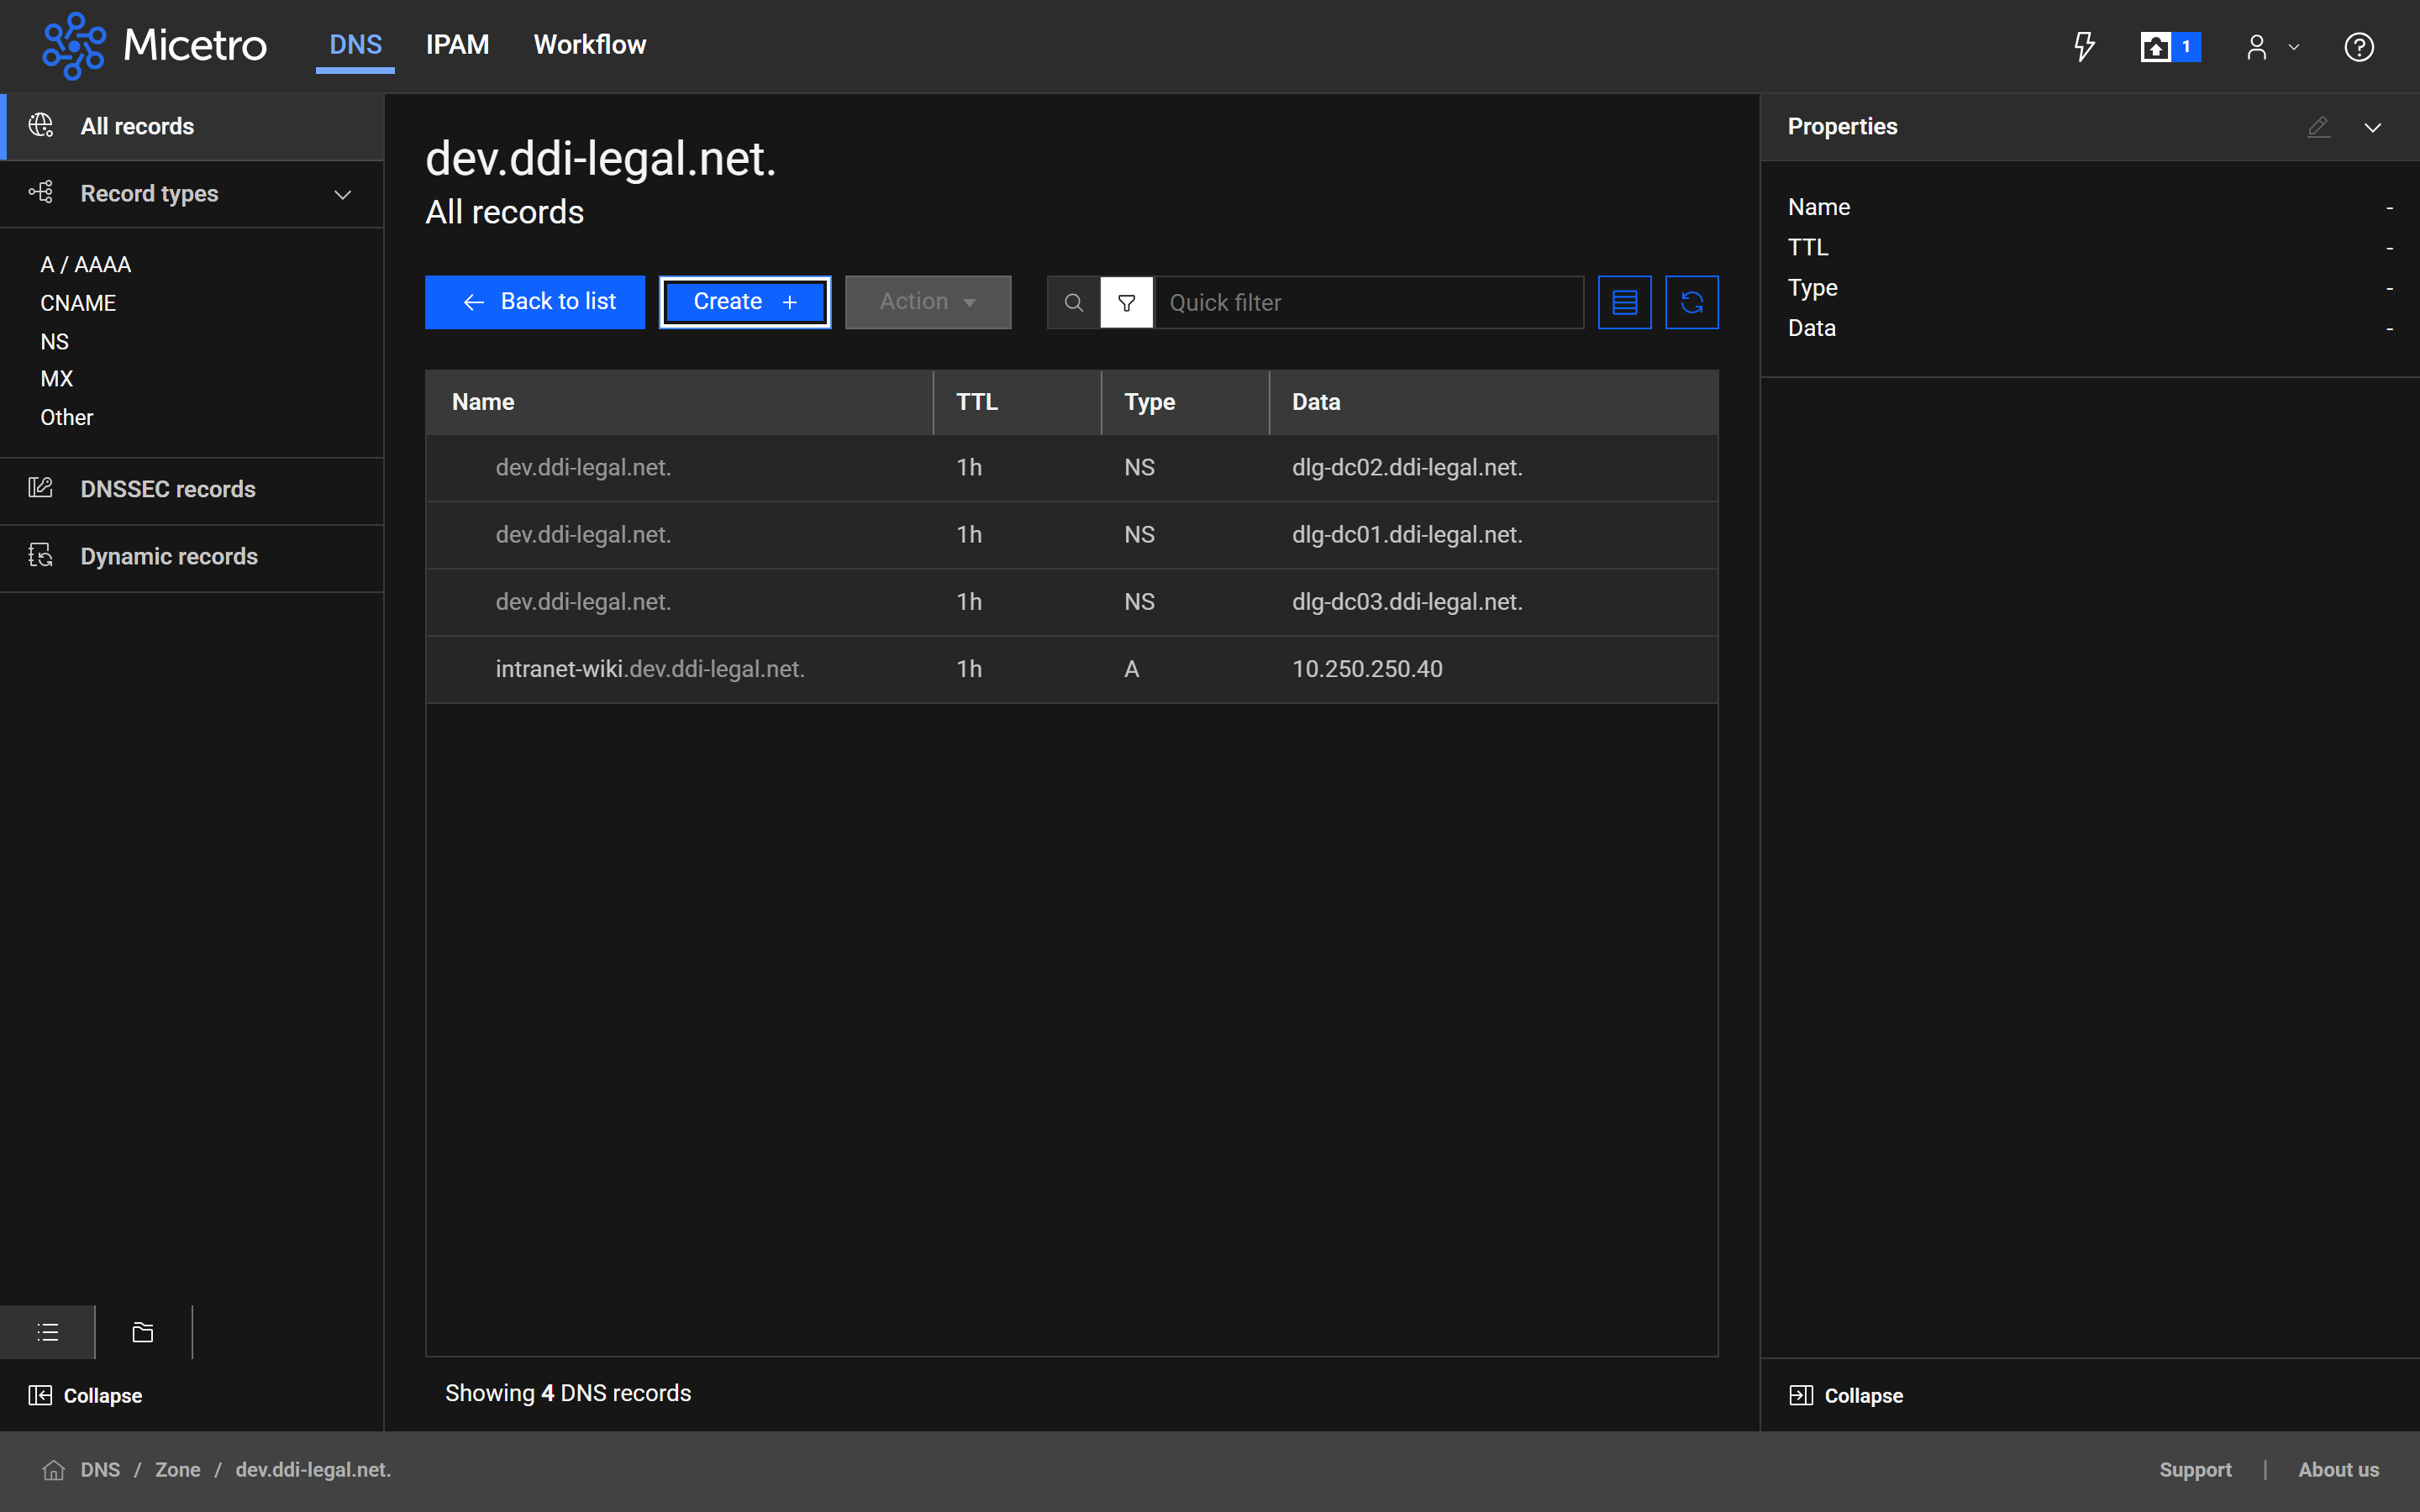 Micetro
DNS
IPAM
Workflow
1
All records
Record types
A / AAAA
CNAME
NS
MX
Other
DNSSEC records
Dynamic records
Collapse
dev.ddi-legal.net.
All records
Back to list
Create
Action
Quick filter
Name TTL Type Data
dev.ddi-legal.net. 1h NS dlg-dc02.ddi-legal.net.
dev.ddi-legal.net. 1h NS dlg-dc01.ddi-legal.net.
dev.ddi-legal.net. 1h NS dlg-dc03.ddi-legal.net.
intranet-wiki.dev.ddi-legal.net. 1h A 10.250.250.40
Showing 4 DNS records
Properties
Name -
TTL -
Type -
Data -
Collapse
DNS / Zone / dev.ddi-legal.net.
Support | About us